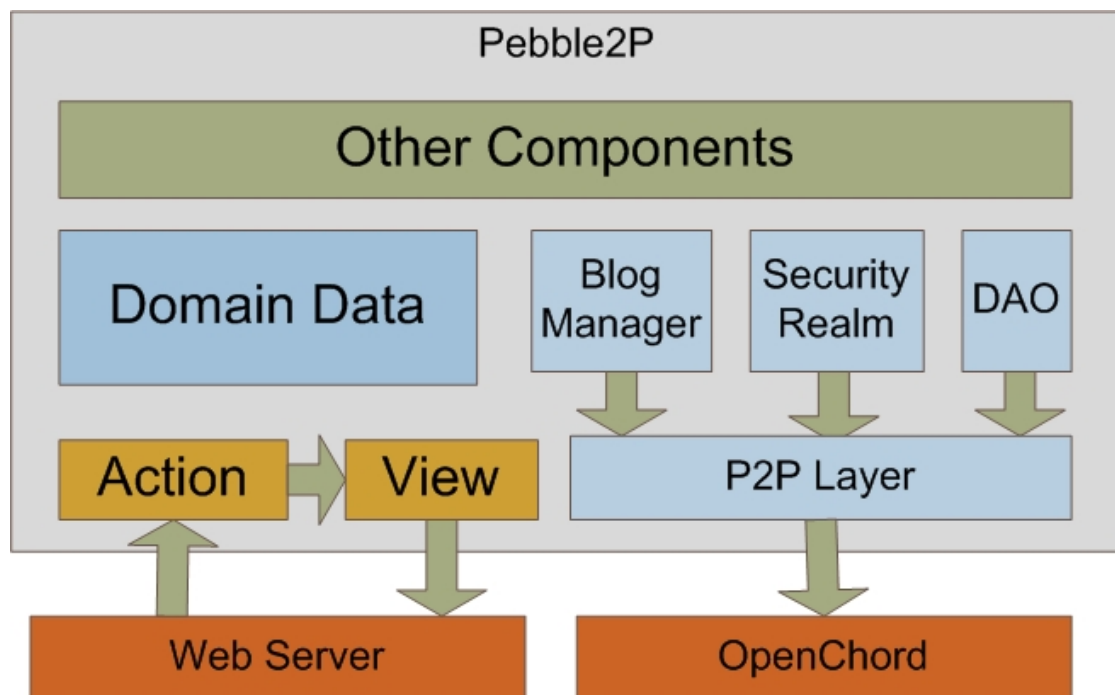 Pebble2P
Other Components
Domain Data
Blog
Manager
Security
Realm
DAO
Action
View
P2P Layer
Web Server
OpenChord